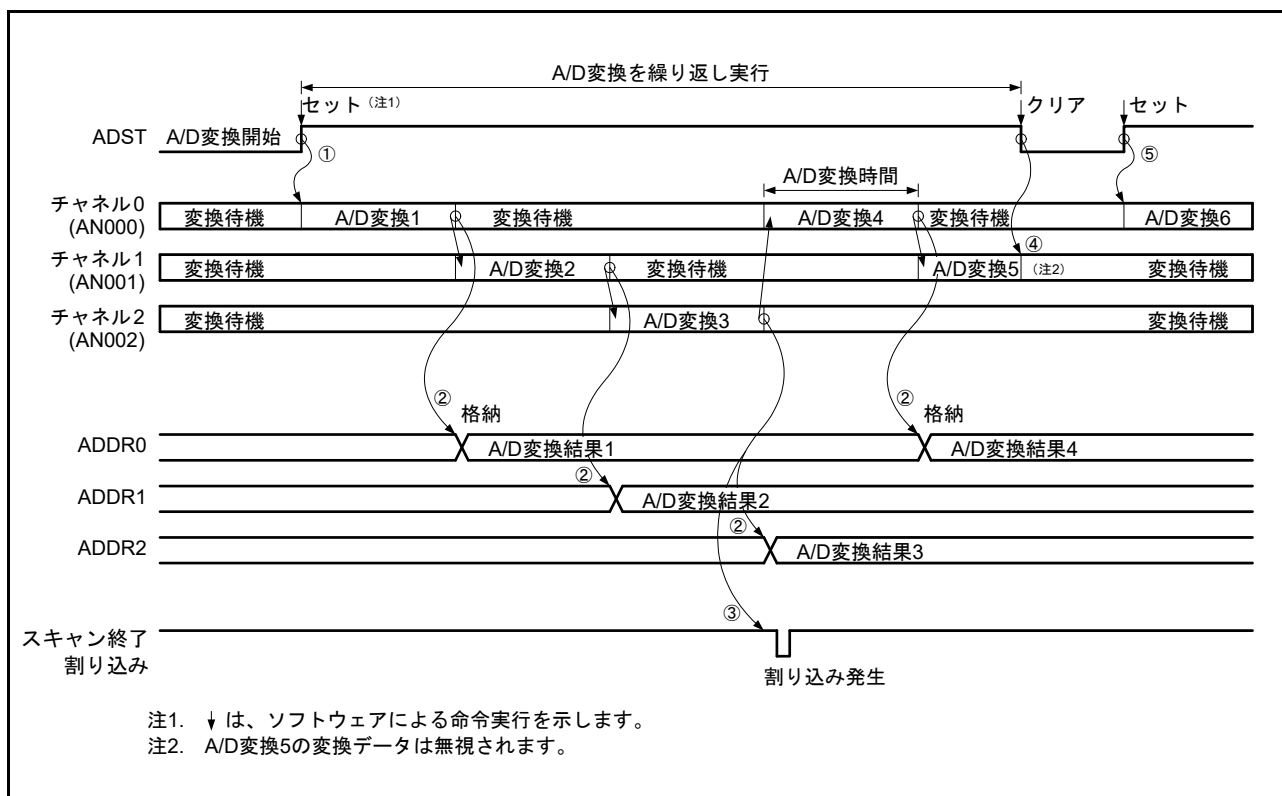 A/D変換を繰り返し実行
セット(注1) クリア セット
ADST A/D変換開始 ① ⑤
A/D変換時間
チャネル0
(AN000) 変換待機 A/D変換1 変換待機 A/D変換4 変換待機 A/D変換6
④
チャネル1
(AN001) 変換待機 A/D変換2 変換待機 A/D変換5 (注2) 変換待機
チャネル2
(AN002) 変換待機 A/D変換3 変換待機
② 格納 ② 格納
ADDR0 A/D変換結果1 A/D変換結果4
②
ADDR1 A/D変換結果2
②
ADDR2 A/D変換結果3
③
スキャン終了
割り込み
割り込み発生
注1. ↓は、ソフトウェアによる命令実行を示します。
注2. A/D変換5の変換データは無視されます。